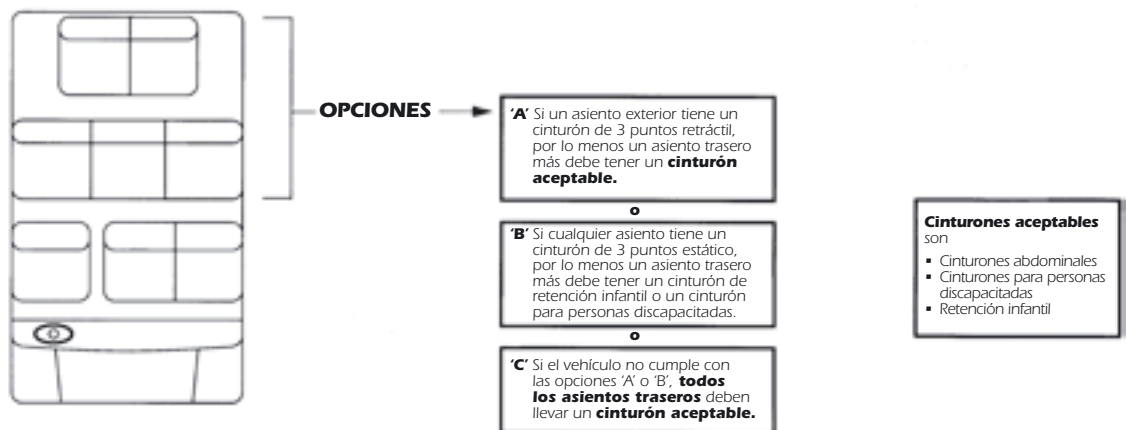 OPCIONES
'A' Si un asiento exterior tiene un
cinturón de 3 puntos retráctil,
por lo menos un asiento trasero
más debe tener un cinturón
aceptable.
o
'B' Si cualquier asiento tiene un
cinturón de 3 puntos estático,
por lo menos un asiento trasero
más debe tener un cinturón de
retención infantil o un cinturón
para personas discapacitadas.
o
'C' Si el vehículo no cumple con
las opciones 'A' o 'B', todos
los asientos traseros deben
llevar un cinturón aceptable.
Cinturones aceptables
son
▪ Cinturones abdominales
▪ Cinturones para personas
discapacitadas
▪ Retención infantil